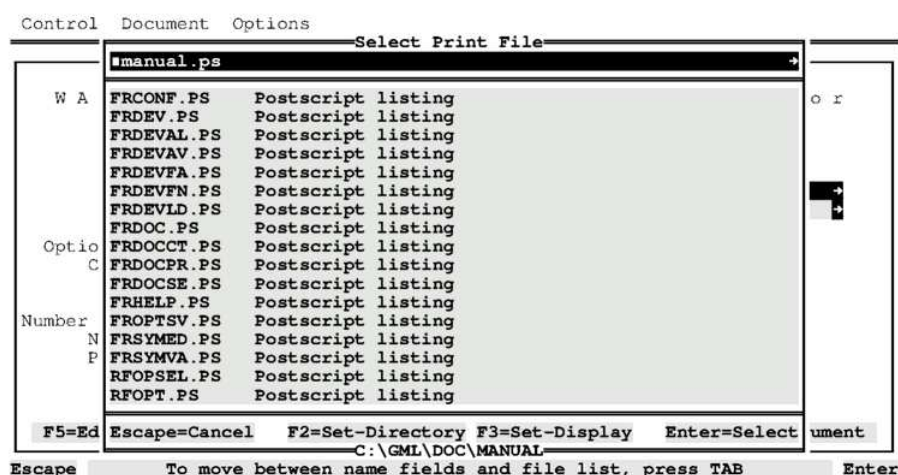 Control Document Options
Select Print File
manual.ps
W A FRCONF.PS Postscript listing o r
FRDEV.PS Postscript listing
FRDEVAL.PS Postscript listing
FRDEVAV.PS Postscript listing
FRDEVFA.PS Postscript listing
FRDEVFN.PS Postscript listing
FRDEVLD.PS Postscript listing
FRDOC.PS Postscript listing
Optio FRDOCCT.PS Postscript listing
C FRDOCPR.PS Postscript listing
FRDOCSE.PS Postscript listing
FRHELP.PS Postscript listing
Number FROPTSV.PS Postscript listing
N FRSYMED.PS Postscript listing
P FRSYMVA.PS Postscript listing
RFOPSEL.PS Postscript listing
RFOPT.PS Postscript listing
F5=Ed Escape=Cancel F2=Set-Directory F3=Set-Display Enter=Select ument
C:\GML\DOC\MANUAL
Escape To move between name fields and file list, press TAB Enter